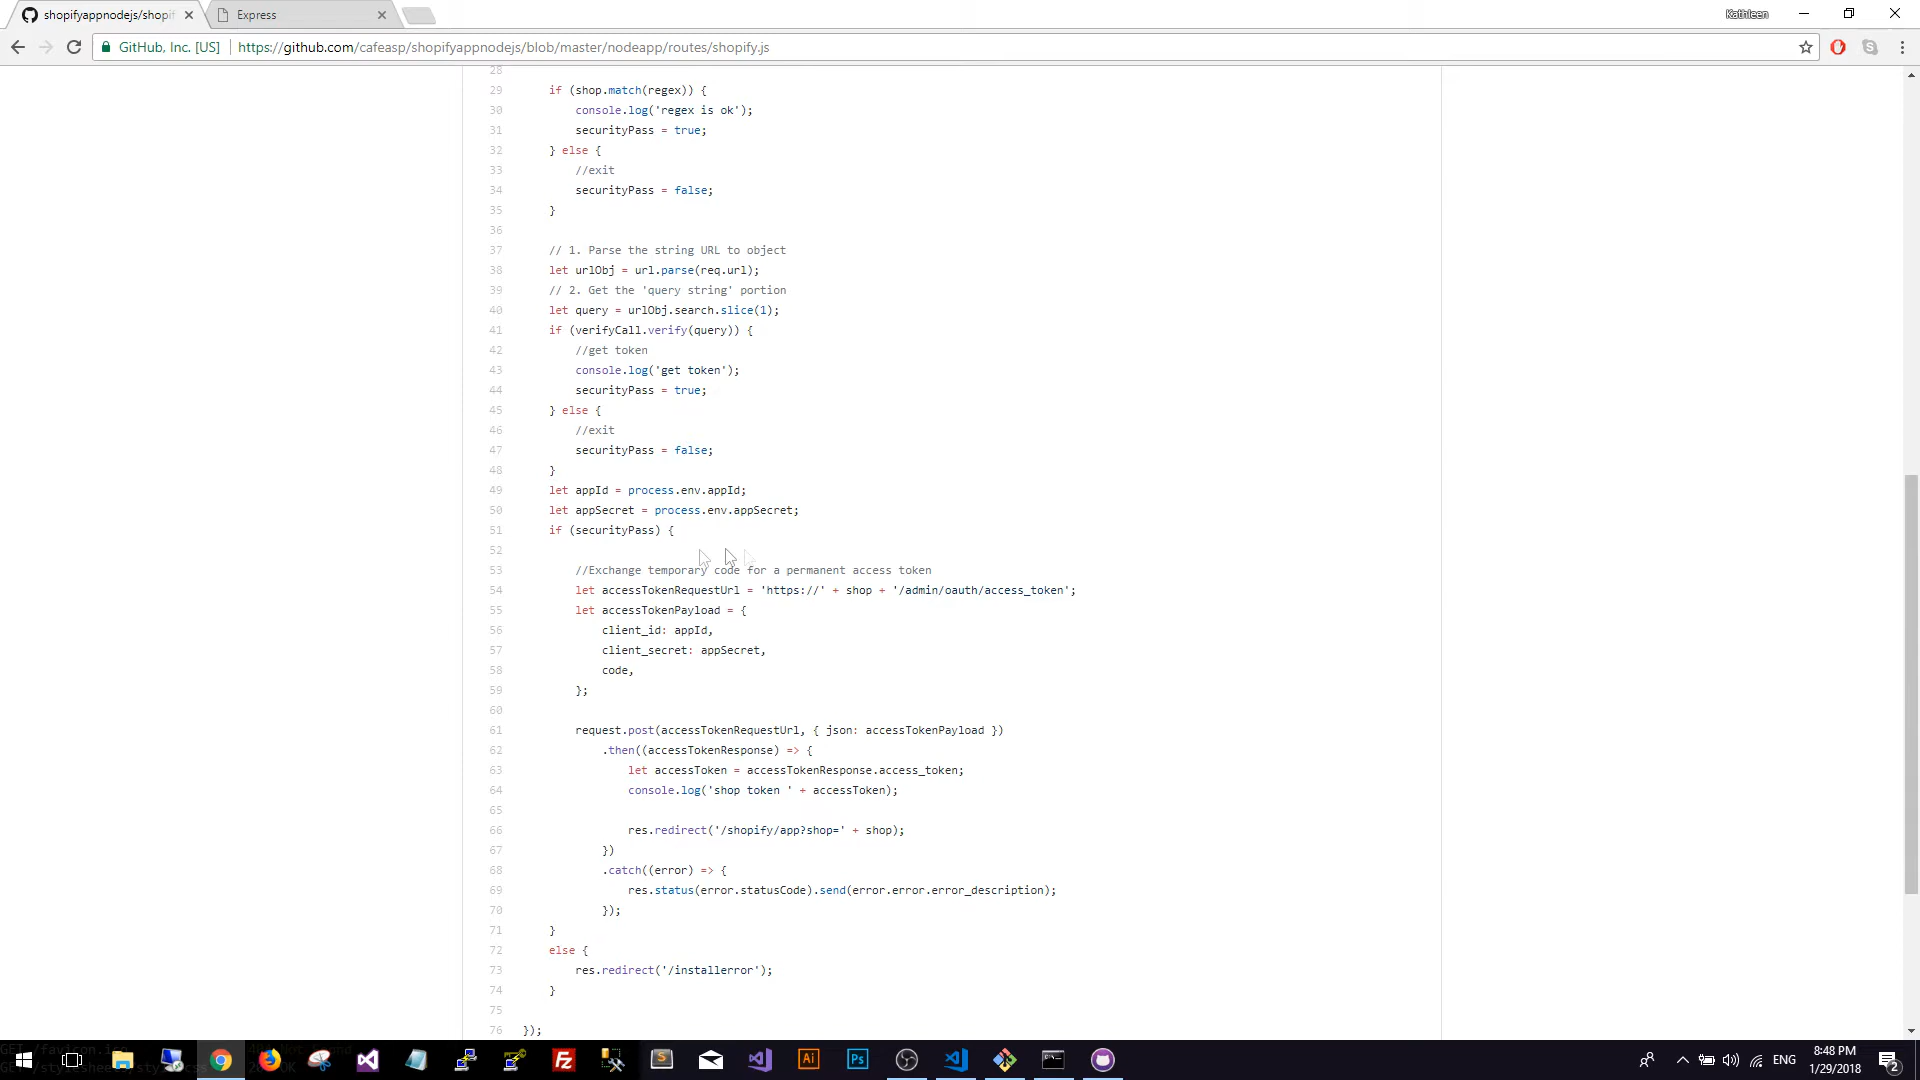 shopifyappnodejs/shopif
Express
Kathleen
GitHub, Inc. [US]
https://github.com/cafeasp/shopifyappnodejs/blob/master/nodeapp/routes/shopify.js
28
29 if (shop.match(regex)) {
30 console.log('regex is ok');
31 securityPass = true;
32 } else {
33 //exit
34 securityPass = false;
35 }
36
37 // 1. Parse the string URL to object
38 let urlObj = url.parse(req.url);
39 // 2. Get the 'query string' portion
40 let query = urlObj.search.slice(1);
41 if (verifyCall.verify(query)) {
42 //get token
43 console.log('get token');
44 securityPass = true;
45 } else {
46 //exit
47 securityPass = false;
48 }
49 let appId = process.env.appId;
50 let appSecret = process.env.appSecret;
51 if (securityPass) {
52
53 //Exchange temporary code for a permanent access token
54 let accessTokenRequestUrl = 'https://' + shop + '/admin/oauth/access_token';
55 let accessTokenPayload = {
56 client_id: appId,
57 client_secret: appSecret,
58 code,
59 };
60
61 request.post(accessTokenRequestUrl, { json: accessTokenPayload })
62 .then((accessTokenResponse) => {
63 let accessToken = accessTokenResponse.access_token;
64 console.log('shop token ' + accessToken);
65
66 res.redirect('/shopify/app?shop=' + shop);
67 })
68 .catch((error) => {
69 res.status(error.statusCode).send(error.error.error_description);
70 });
71 }
72 else {
73 res.redirect('/installerror');
74 }
75
76 });
GET /favicon.ico
ENG
8:48 PM
1/29/2018
2